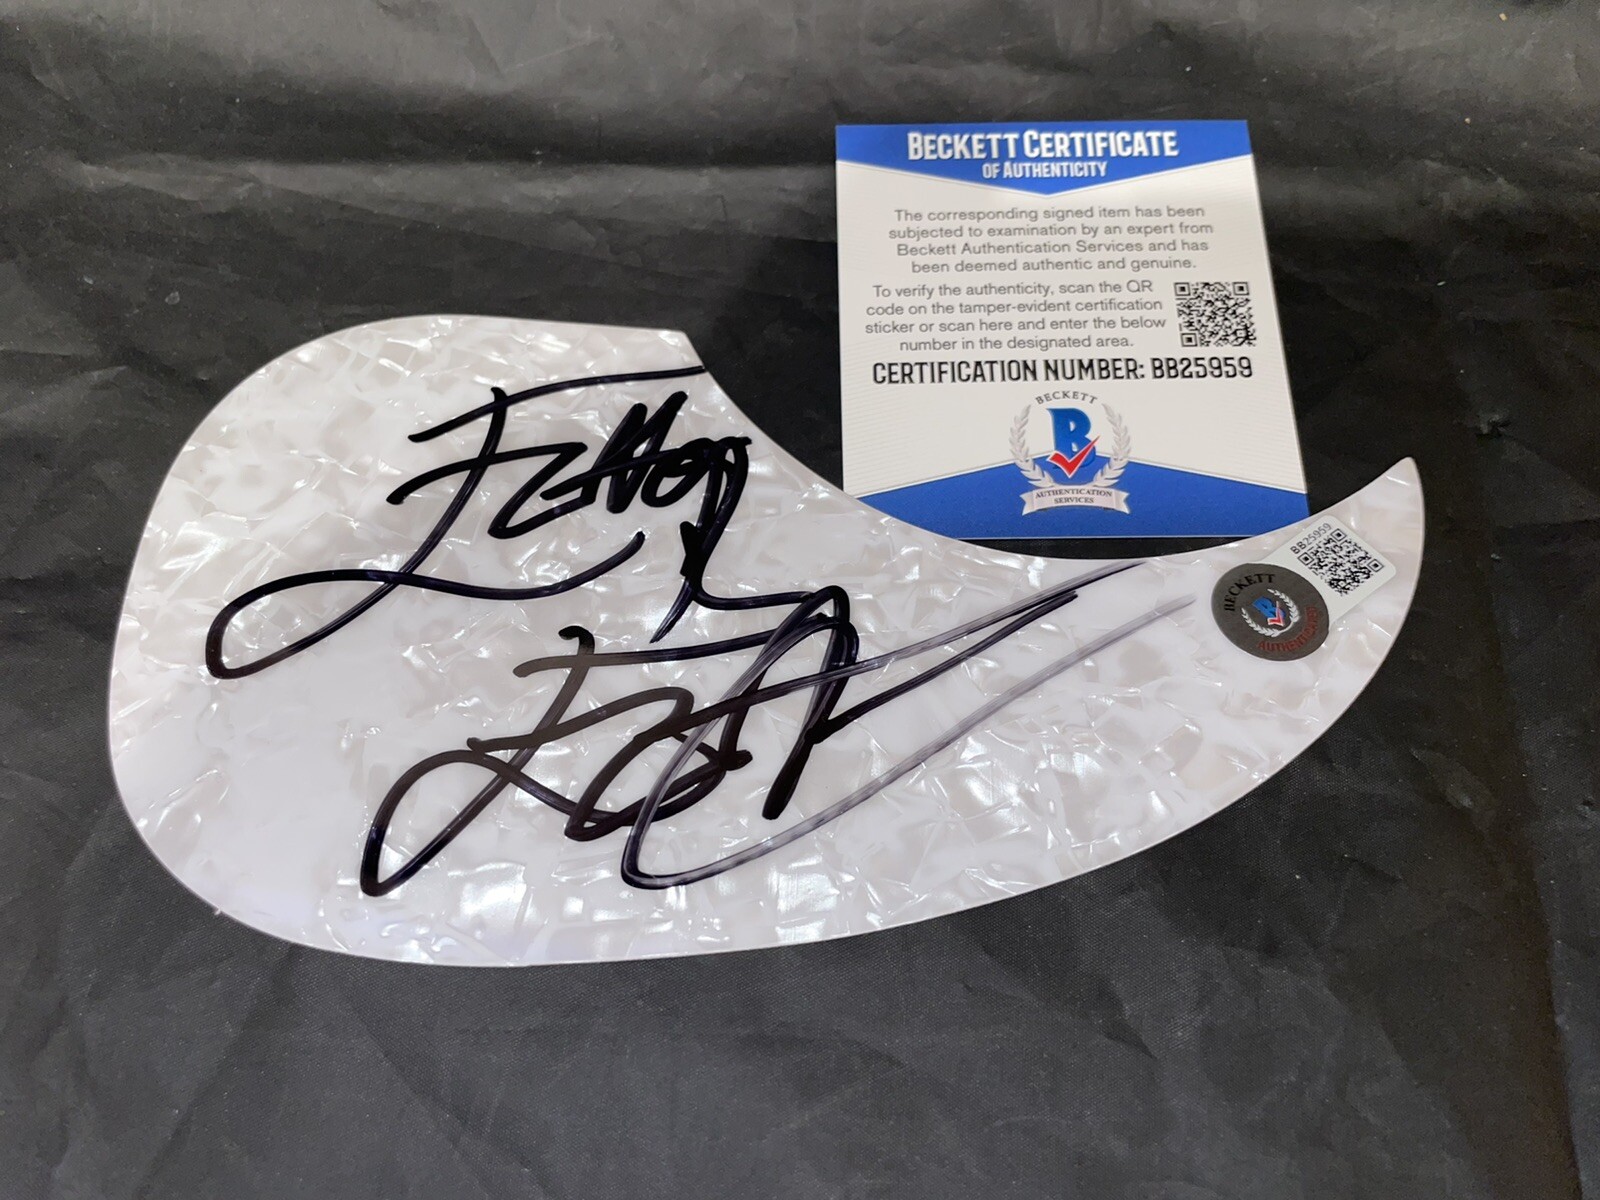 BECKETT CERTIFICATE
OF AUTHENTICITY
The corresponding signed item has been
subjected to examination by an expert from
Beckett Authentication Services and has
been deemed authentic and genuine.
To verify the authenticity, scan the QR
code on the tamper-evident certification
sticker or scan here and enter the below
number in the designated area.
CERTIFICATION NUMBER: BB25959
BECKETT
B
AUTHENTICATION
SERVICES
BB25959
BECKETT
B
AUTHENTICATED